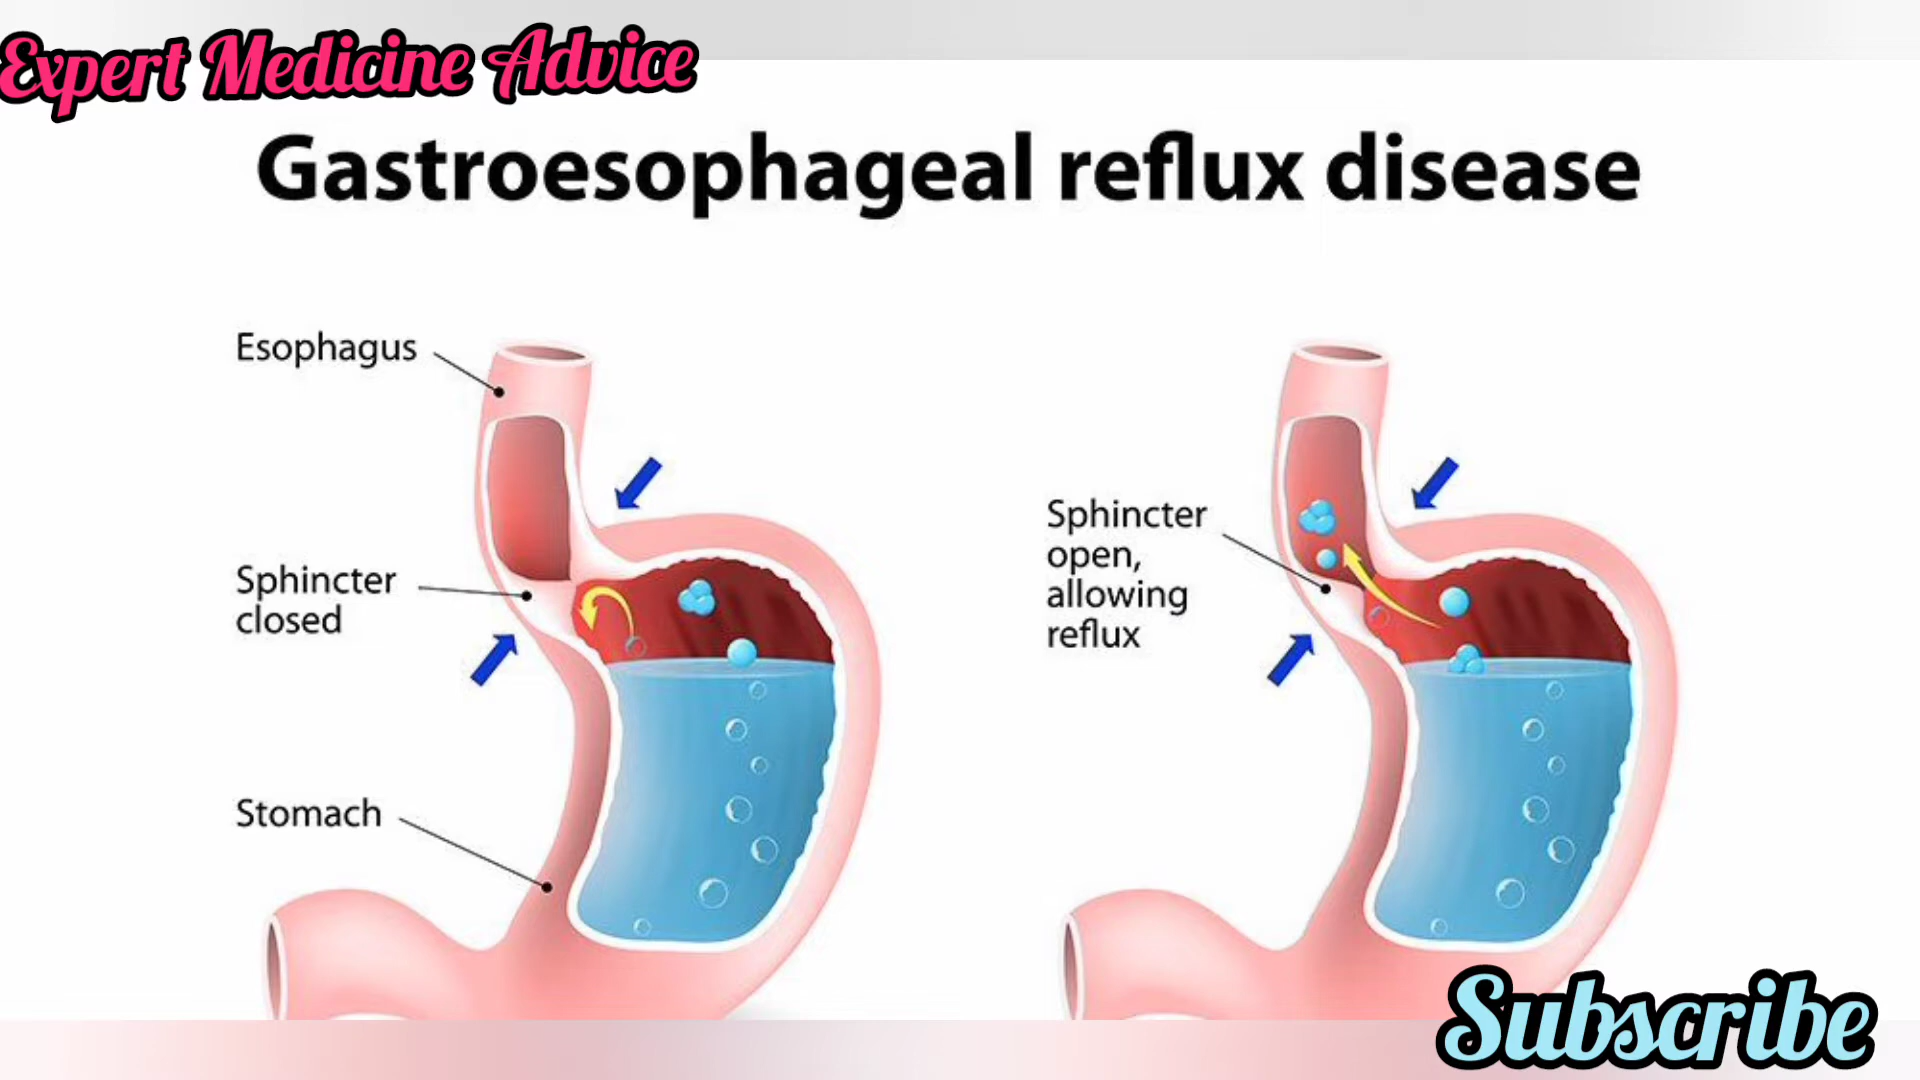 Expert Medicine Advice
Gastroesophageal reflux disease
Esophagus
Sphincter
closed
Stomach
Sphincter
open,
allowing
reflux
Subscribe